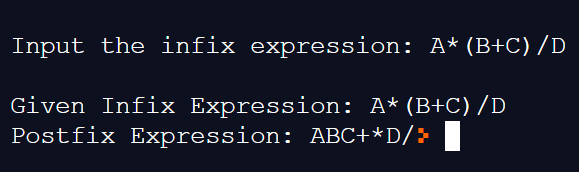 Input the infix expression: A*(B+C)/D
Given Infix Expression: A*(B+C)/D
Postfix Expression: ABC+*D/>